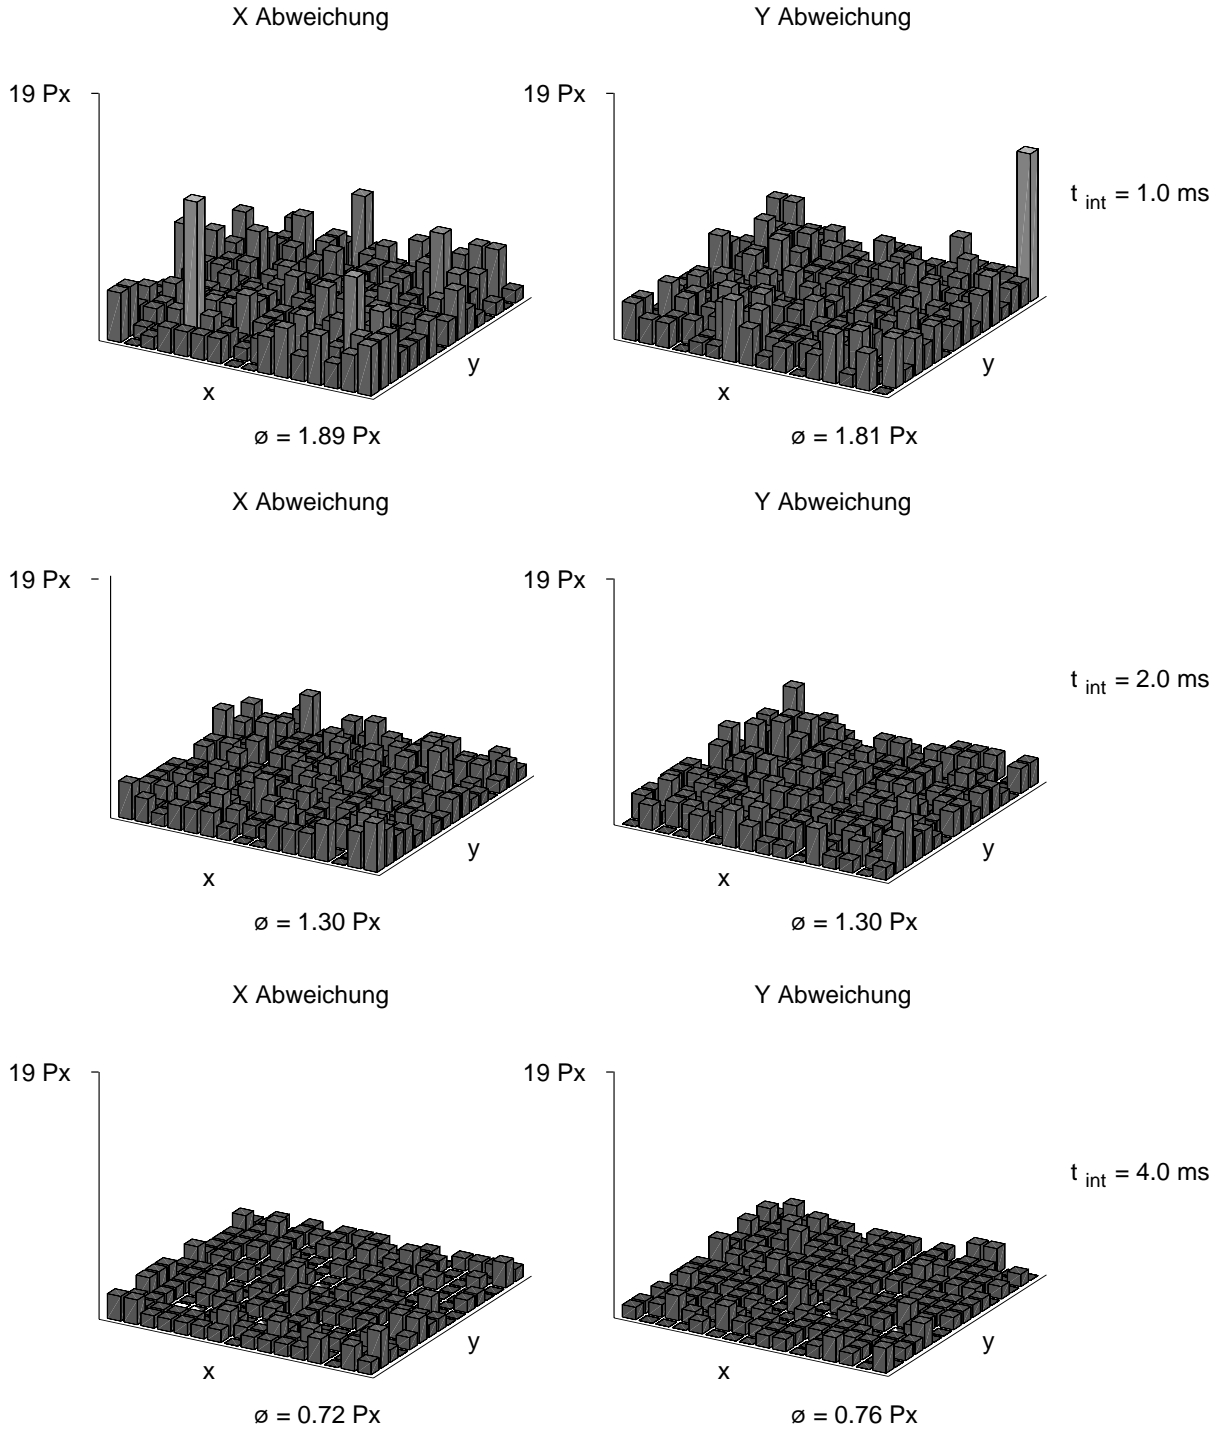 X Abweichung Y Abweichung
19 Px 19 Px
t int = 1.0 ms
y y
x x
ø = 1.89 Px ø = 1.81 Px
X Abweichung Y Abweichung
19 Px 19 Px
t int = 2.0 ms
y y
x x
ø = 1.30 Px ø = 1.30 Px
X Abweichung Y Abweichung
19 Px 19 Px
t int = 4.0 ms
y y
x x
ø = 0.72 Px ø = 0.76 Px